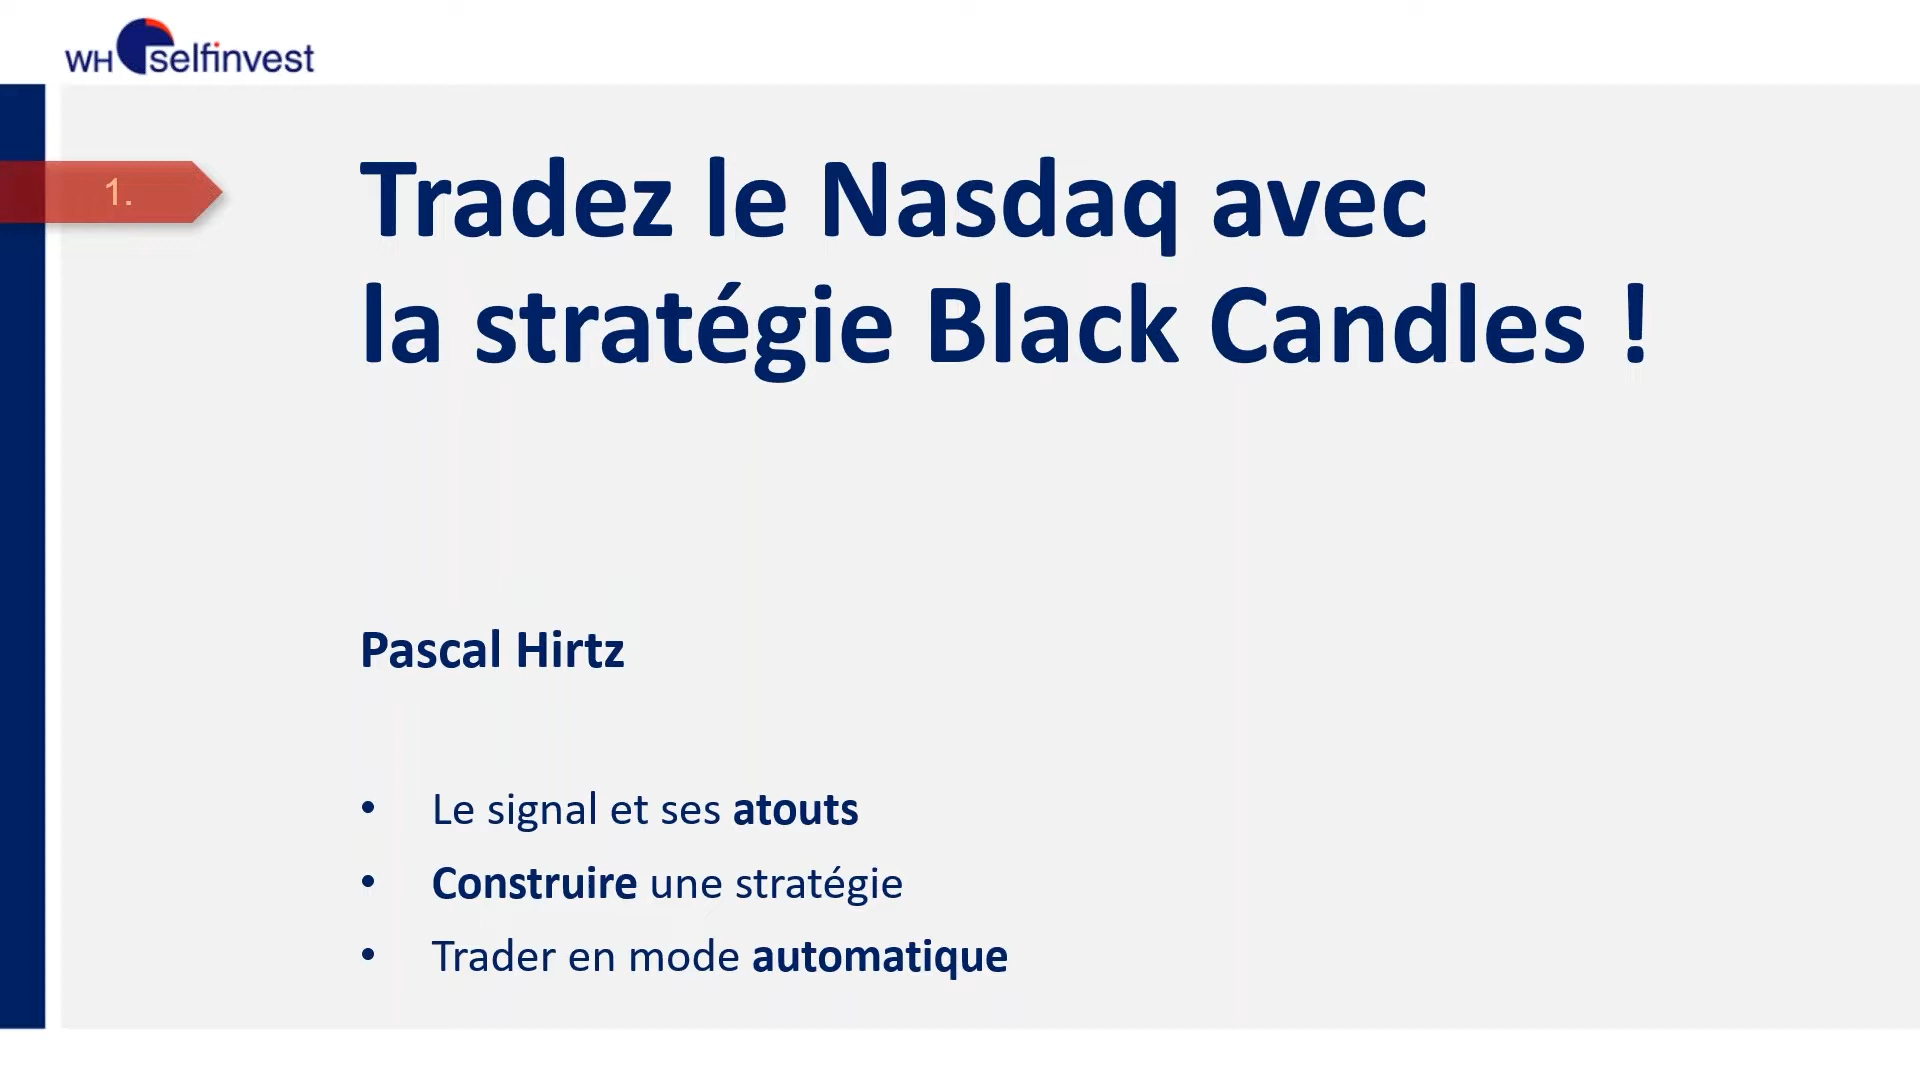 WH selfinvest
1.
Tradez le Nasdaq avec
la stratégie Black Candles !
Pascal Hirtz
• Le signal et ses atouts
• Construire une stratégie
• Trader en mode automatique